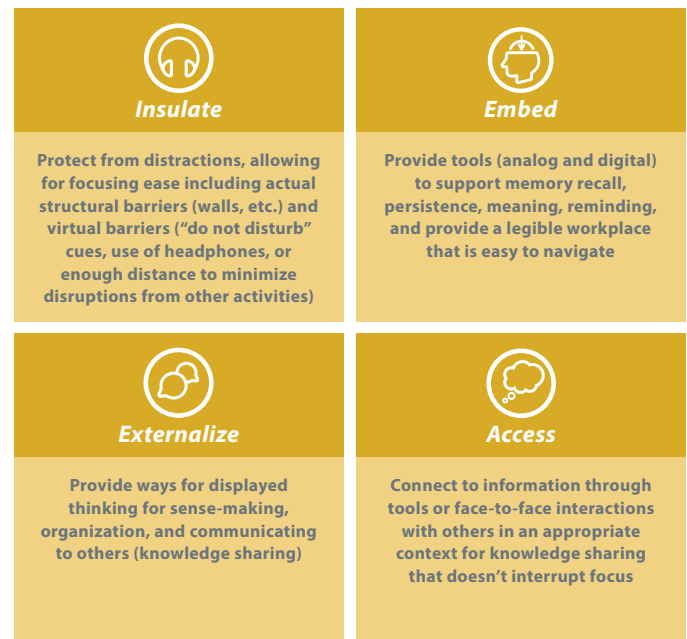 Insulate
Protect from distractions, allowing
for focusing ease including actual
structural barriers (walls, etc.) and
virtual barriers (“do not disturb”
cues, use of headphones, or
enough distance to minimize
disruptions from other activities)
Embed
Provide tools (analog and digital)
to support memory recall,
persistence, meaning, reminding,
and provide a legible workplace
that is easy to navigate
Externalize
Provide ways for displayed
thinking for sense-making,
organization, and communicating
to others (knowledge sharing)
Access
Connect to information through
tools or face-to-face interactions
with others in an appropriate
context for knowledge sharing
that doesn’t interrupt focus